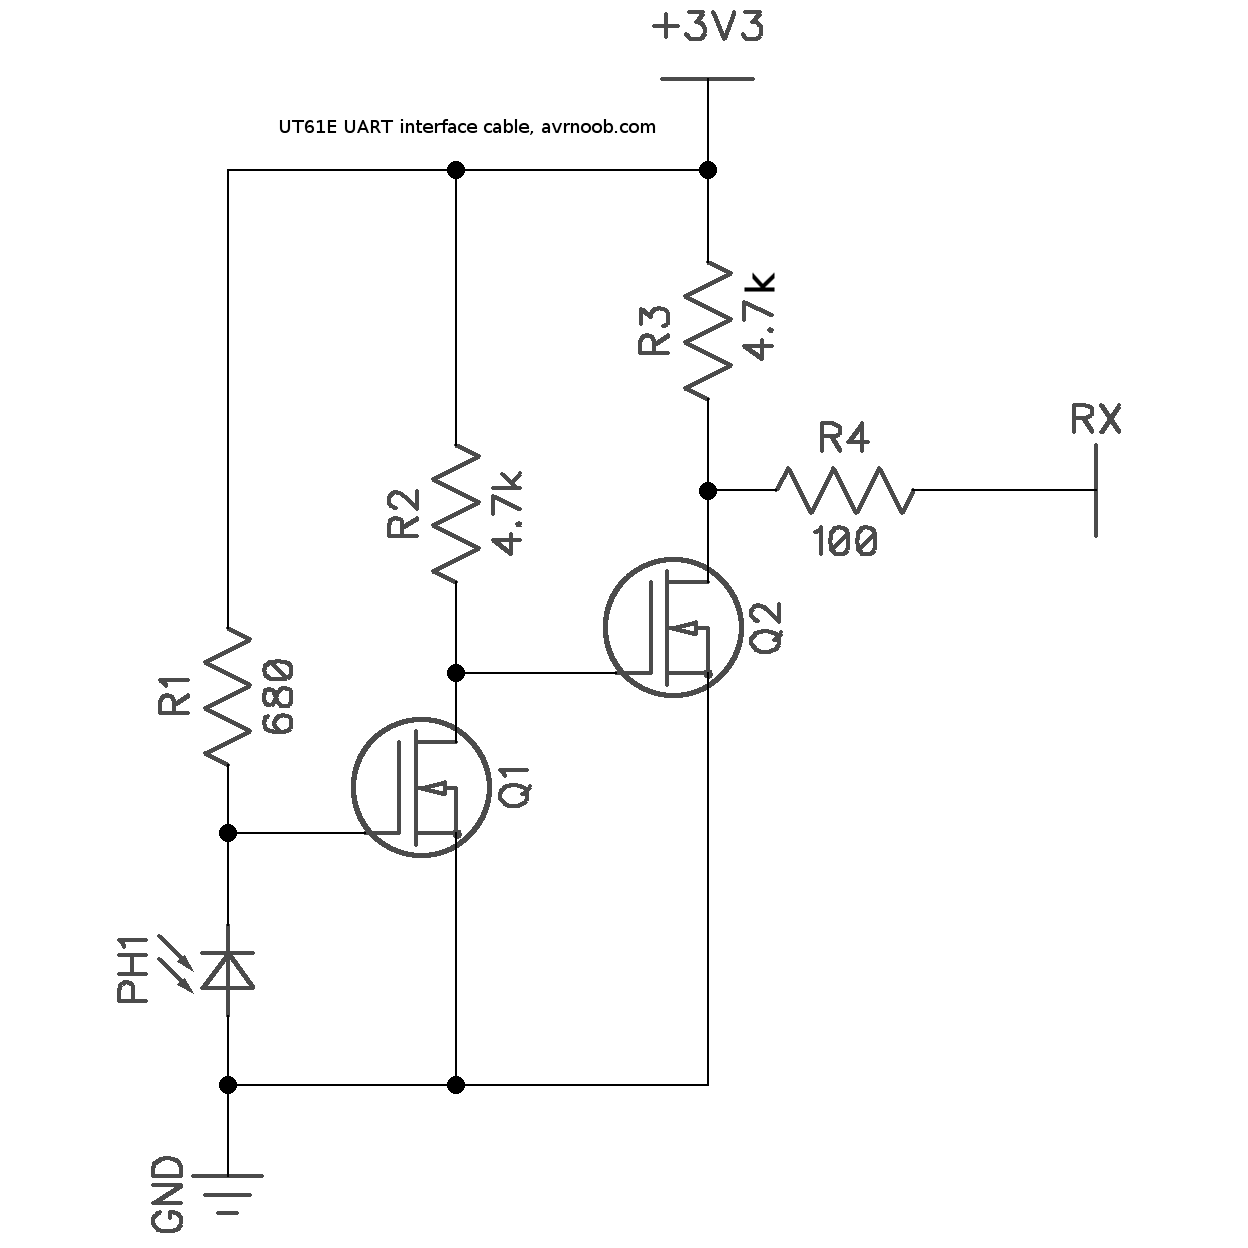 +3V3
UT61E UART interface cable, avrnoob.com
R3
4.7k
RX
R4
100
R2
4.7k
Q2
R1
680
Q1
PH1
GND